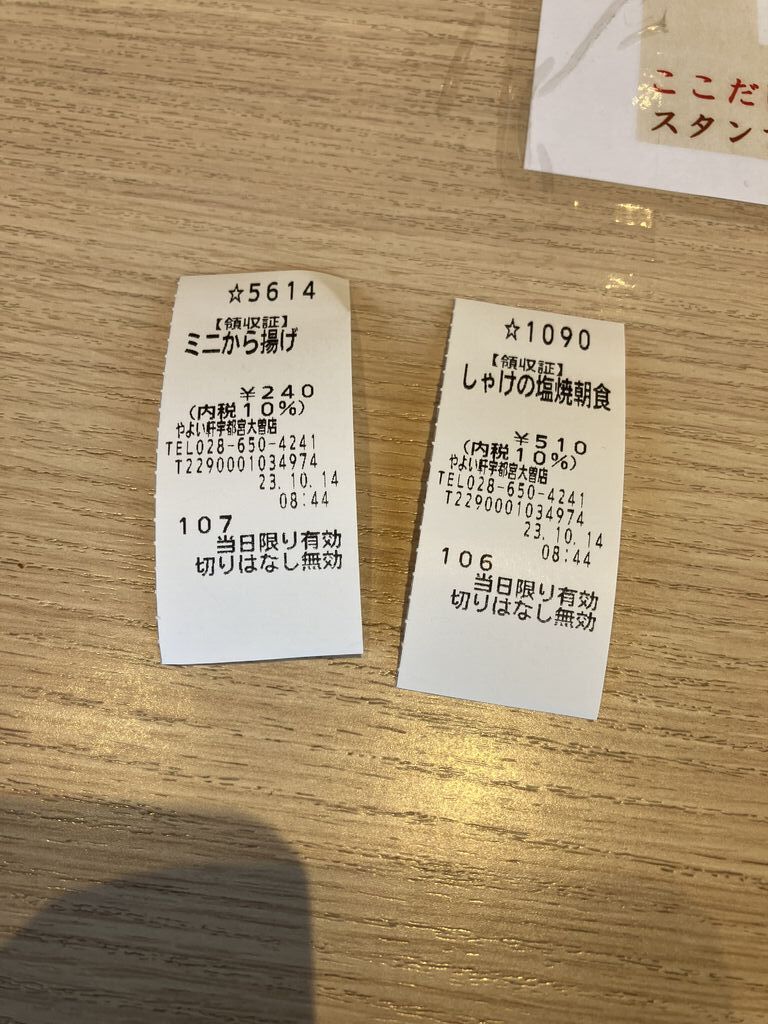 ここだ
スタン
☆5614
【領収証】
ミニから揚げ
¥240
(内税10%)
やよい軒宇都宮大曽店
TEL028-650-4241
T2290001034974
23.10.14
08:44
107
当日限り有効
切りはなし無効
☆1090
【領収証】
しゃけの塩焼朝食
¥510
(内税10%)
やよい軒宇都宮大曽店
TEL028-650-4241
T2290001034974
23.10.14
08:44
106
当日限り有効
切りはなし無効